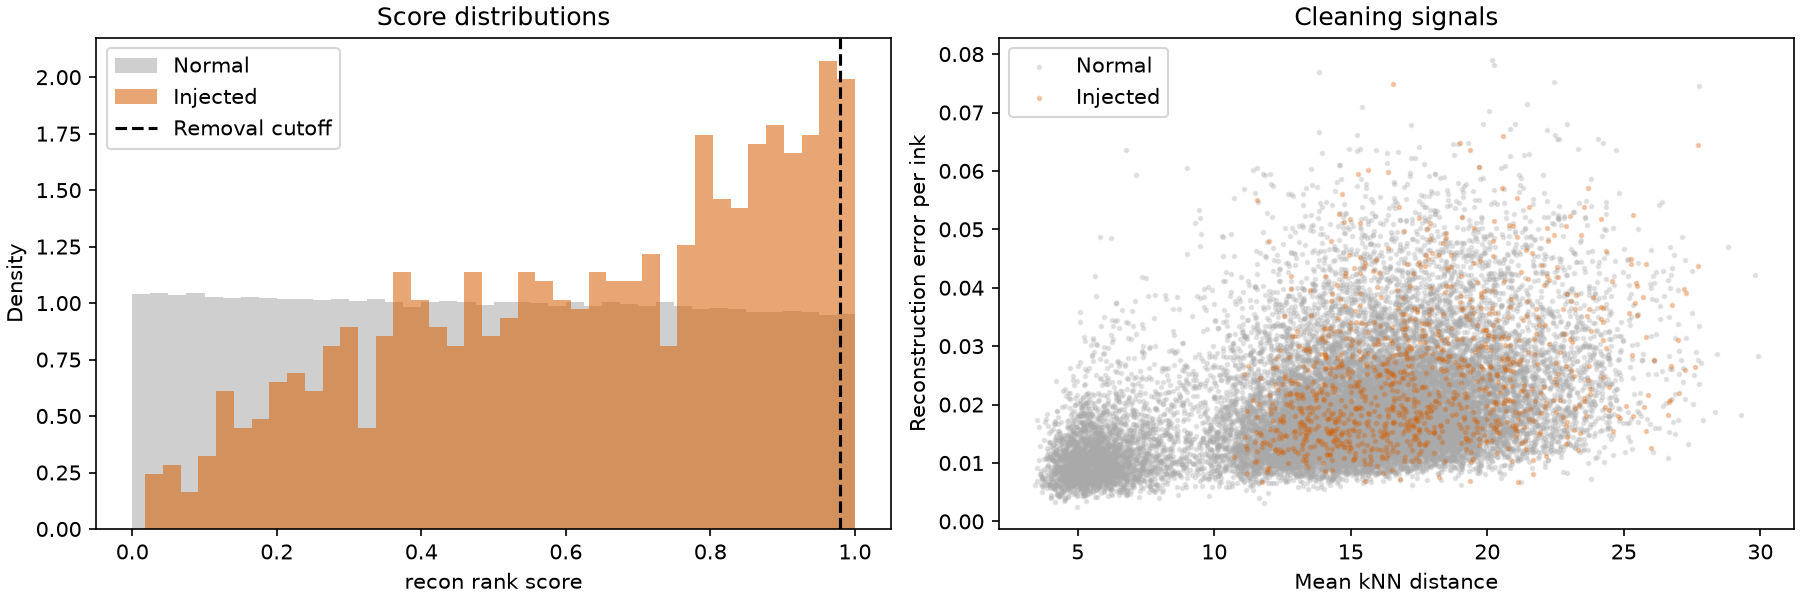 Score distributions
Normal
Injected
Removal cutoff
2.00
1.75
1.50
1.25
1.00
0.75
0.50
0.25
0.00
Density
0.0 0.2 0.4 0.6 0.8 1.0
recon rank score
Cleaning signals
Normal
Injected
0.08
0.07
0.06
0.05
0.04
0.03
0.02
0.01
0.00
Reconstruction error per ink
5 10 15 20 25 30
Mean kNN distance